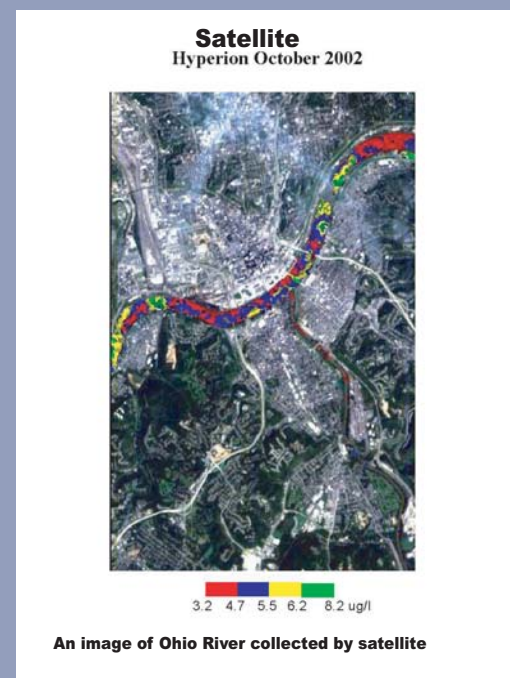 Satellite
Hyperion October 2002
3.2 4.7 5.5 6.2 8.2 ug/l
An image of Ohio River collected by satellite